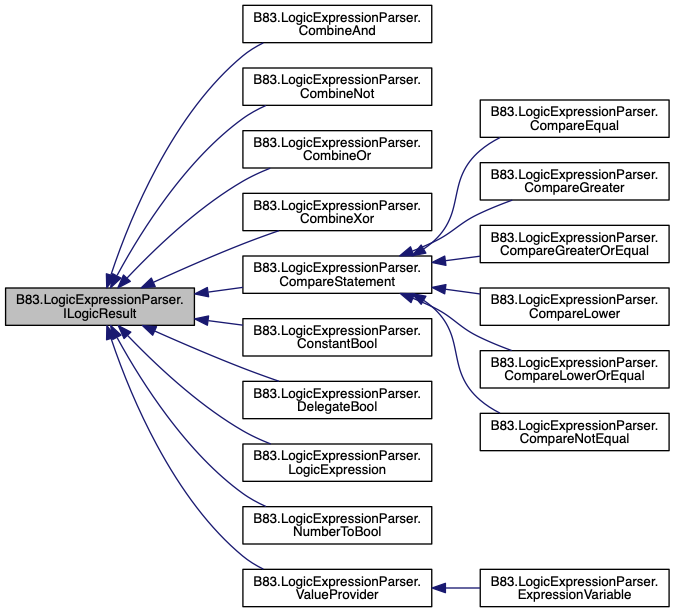 B83.LogicExpressionParser.
ILogicResult
B83.LogicExpressionParser.
CombineAnd
B83.LogicExpressionParser.
CombineNot
B83.LogicExpressionParser.
CombineOr
B83.LogicExpressionParser.
CombineXor
B83.LogicExpressionParser.
CompareStatement
B83.LogicExpressionParser.
ConstantBool
B83.LogicExpressionParser.
DelegateBool
B83.LogicExpressionParser.
LogicExpression
B83.LogicExpressionParser.
NumberToBool
B83.LogicExpressionParser.
ValueProvider
B83.LogicExpressionParser.
CompareEqual
B83.LogicExpressionParser.
CompareGreater
B83.LogicExpressionParser.
CompareGreaterOrEqual
B83.LogicExpressionParser.
CompareLower
B83.LogicExpressionParser.
CompareLowerOrEqual
B83.LogicExpressionParser.
CompareNotEqual
B83.LogicExpressionParser.
ExpressionVariable